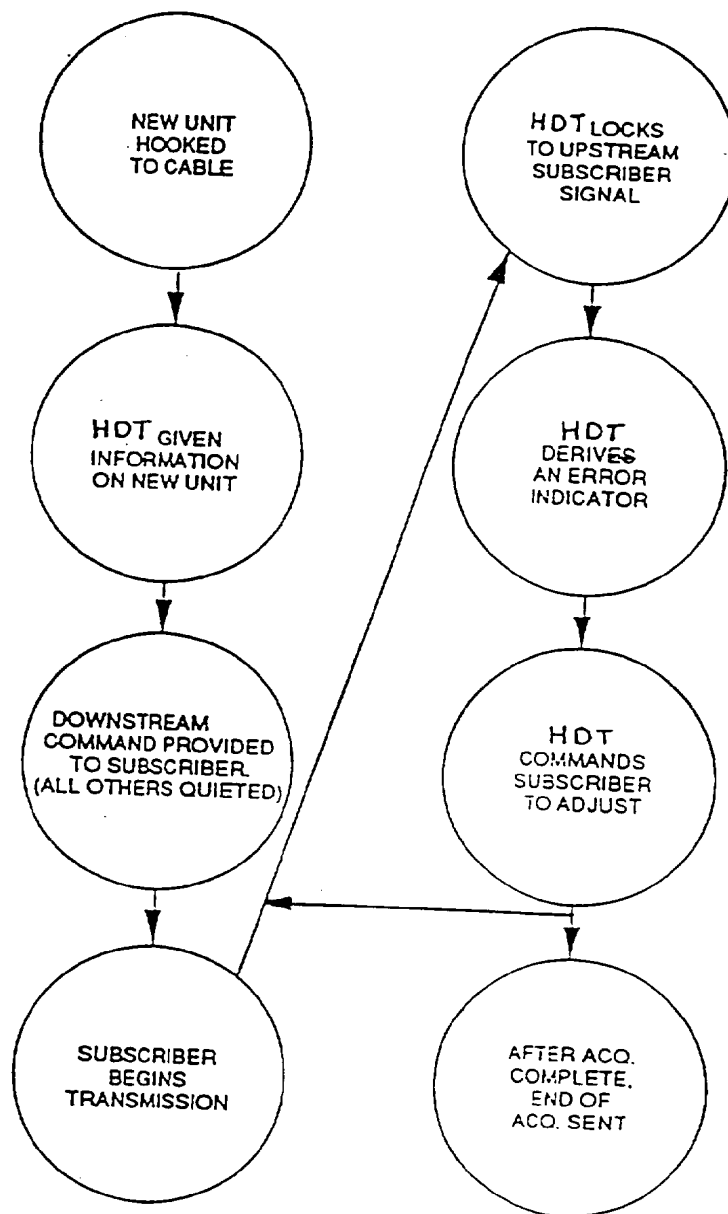 NEW UNIT
HOOKED
TO CABLE
HDT GIVEN
INFORMATION
ON NEW UNIT
DOWNSTREAM
COMMAND PROVIDED
TO SUBSCRIBER.
(ALL OTHERS QUIETED)
SUBSCRIBER
BEGINS
TRANSMISSION
HDT LOCKS
TO UPSTREAM
SUBSCRIBER
SIGNAL
HDT
DERIVES
AN ERROR
INDICATOR
HDT
COMMANDS
SUBSCRIBER
TO ADJUST
AFTER ACQ.
COMPLETE,
END OF
ACQ. SENT